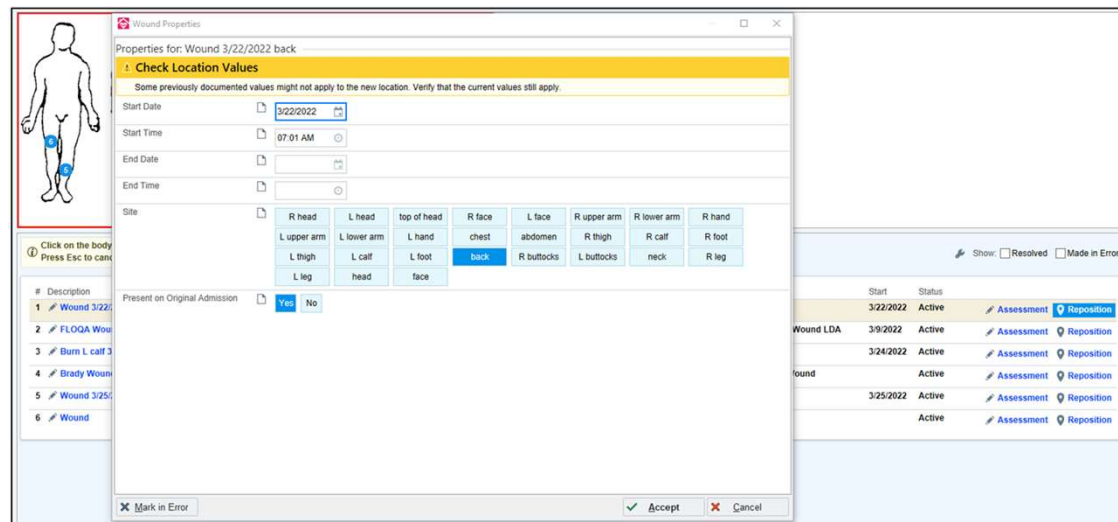 Wound Properties
Properties for: Wound 3/22/2022 back
Check Location Values
Some previously documented values might not apply to the new location. Verify that the current values still apply.
Start Date 3/22/2022
Start Time 07:01 AM
End Date
End Time
Site
R head L head top of head R face L face R upper arm R lower arm R hand
L upper arm L lower arm L hand chest abdomen R thigh R calf R foot
L thigh L calf L foot back R buttocks L buttocks neck R leg
L leg head face
Present on Original Admission Yes No
Mark in Error Accept Cancel
6
5
Click on the body
Press Esc to canc
Show: Resolved Made in Error
# Description Start Status
1 Wound 3/22/ 3/22/2022 Active Assessment Reposition
2 FLOQA Wou Wound LDA 3/9/2022 Active Assessment Reposition
3 Burn L calf 3 3/24/2022 Active Assessment Reposition
4 Brady Woun ound Active Assessment Reposition
5 Wound 3/25/ 3/25/2022 Active Assessment Reposition
6 Wound Active Assessment Reposition